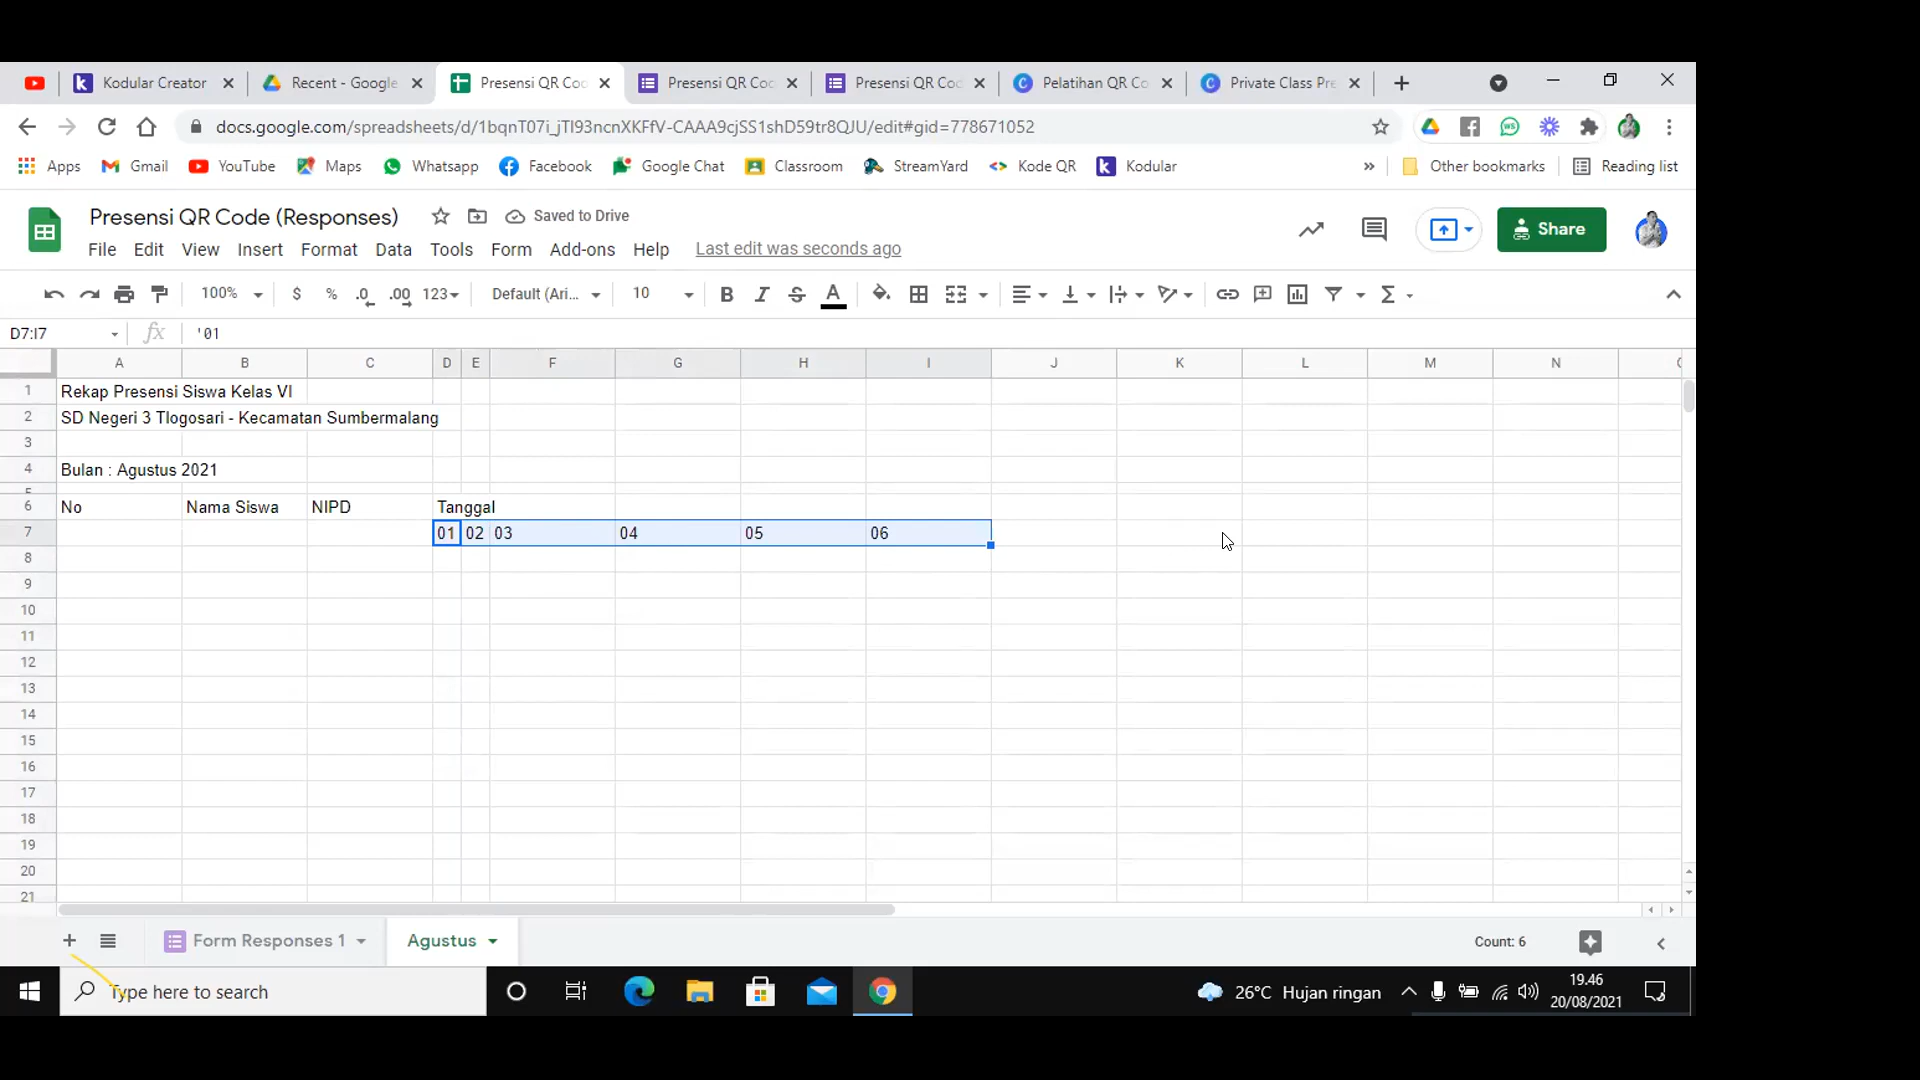 Kodular Creator
Recent - Google
Presensi QR Co
Presensi QR Coc
Presensi QR Co
Pelatihan QR Co
Private Class Pre
docs.google.com/spreadsheets/d/1bqnT07i_jTI93ncnXKFfV-CAAA9cjSS1shD59tr8QJU/edit#gid=778671052
Apps Gmail YouTube Maps Whatsapp Facebook Google Chat Classroom StreamYard Kode QR Kodular » Other bookmarks Reading list
Presensi QR Code (Responses) Saved to Drive
File Edit View Insert Format Data Tools Form Add-ons Help Last edit was seconds ago
Share
100% $ % .0 .00 123 Default (Ari... 10 B I S A Σ
D7:I7 fx '01
A B C D E F G H I J K L M N
1 Rekap Presensi Siswa Kelas VI
2 SD Negeri 3 Tlogosari - Kecamatan Sumbermalang
3
4 Bulan : Agustus 2021
5
6 No Nama Siswa NIPD Tanggal
7 01 02 03 04 05 06
8
9
10
11
12
13
14
15
16
17
18
19
20
21
Form Responses 1 Agustus Count: 6
Type here to search
26°C Hujan ringan
19.46
20/08/2021